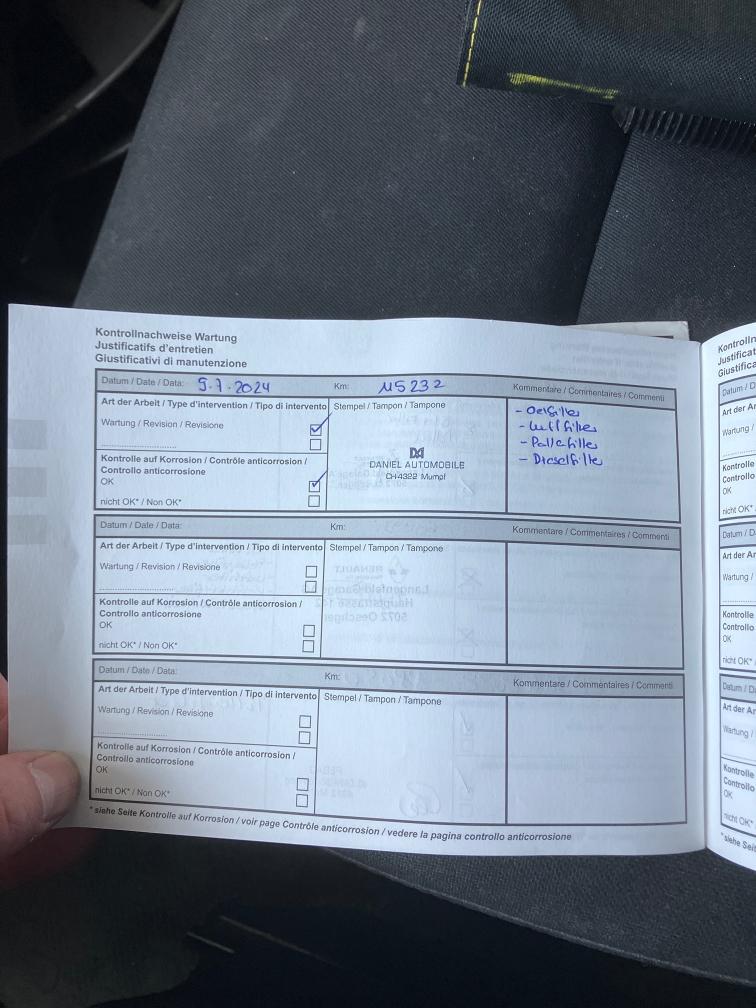 Kontrollnachweise Wartung
Justificatifs d'entretien
Giustificativi di manutenzione
Datum / Date / Data: 5.7.2024 Km: 115232 Kommentare / Commentaires / Commenti
Art der Arbeit / Type d'intervention / Tipo di intervento Stempel / Tampon / Tampone
Wartung / Revision / Revisione
Kontrolle auf Korrosion / Contrôle anticorrosion /
Controllo anticorrosione
OK
nicht OK* / Non OK*
DA
DANIEL AUTOMOBILE
CH4322 Mumpf
- Oelfilter
- Luftfilter
- Pollefilter
- Dieselfilter
Datum / Date / Data: Km: Kommentare / Commentaires / Commenti
Art der Arbeit / Type d'intervention / Tipo di intervento Stempel / Tampon / Tampone
Wartung / Revision / Revisione
Kontrolle auf Korrosion / Contrôle anticorrosion /
Controllo anticorrosione
OK
nicht OK* / Non OK*
Datum / Date / Data: Km: Kommentare / Commentaires / Commenti
Art der Arbeit / Type d'intervention / Tipo di intervento Stempel / Tampon / Tampone
Wartung / Revision / Revisione
Kontrolle auf Korrosion / Contrôle anticorrosion /
Controllo anticorrosione
OK
nicht OK* / Non OK*
* siehe Seite Kontrolle auf Korrosion / voir page Contrôle anticorrosion / vedere la pagina controllo anticorrosione